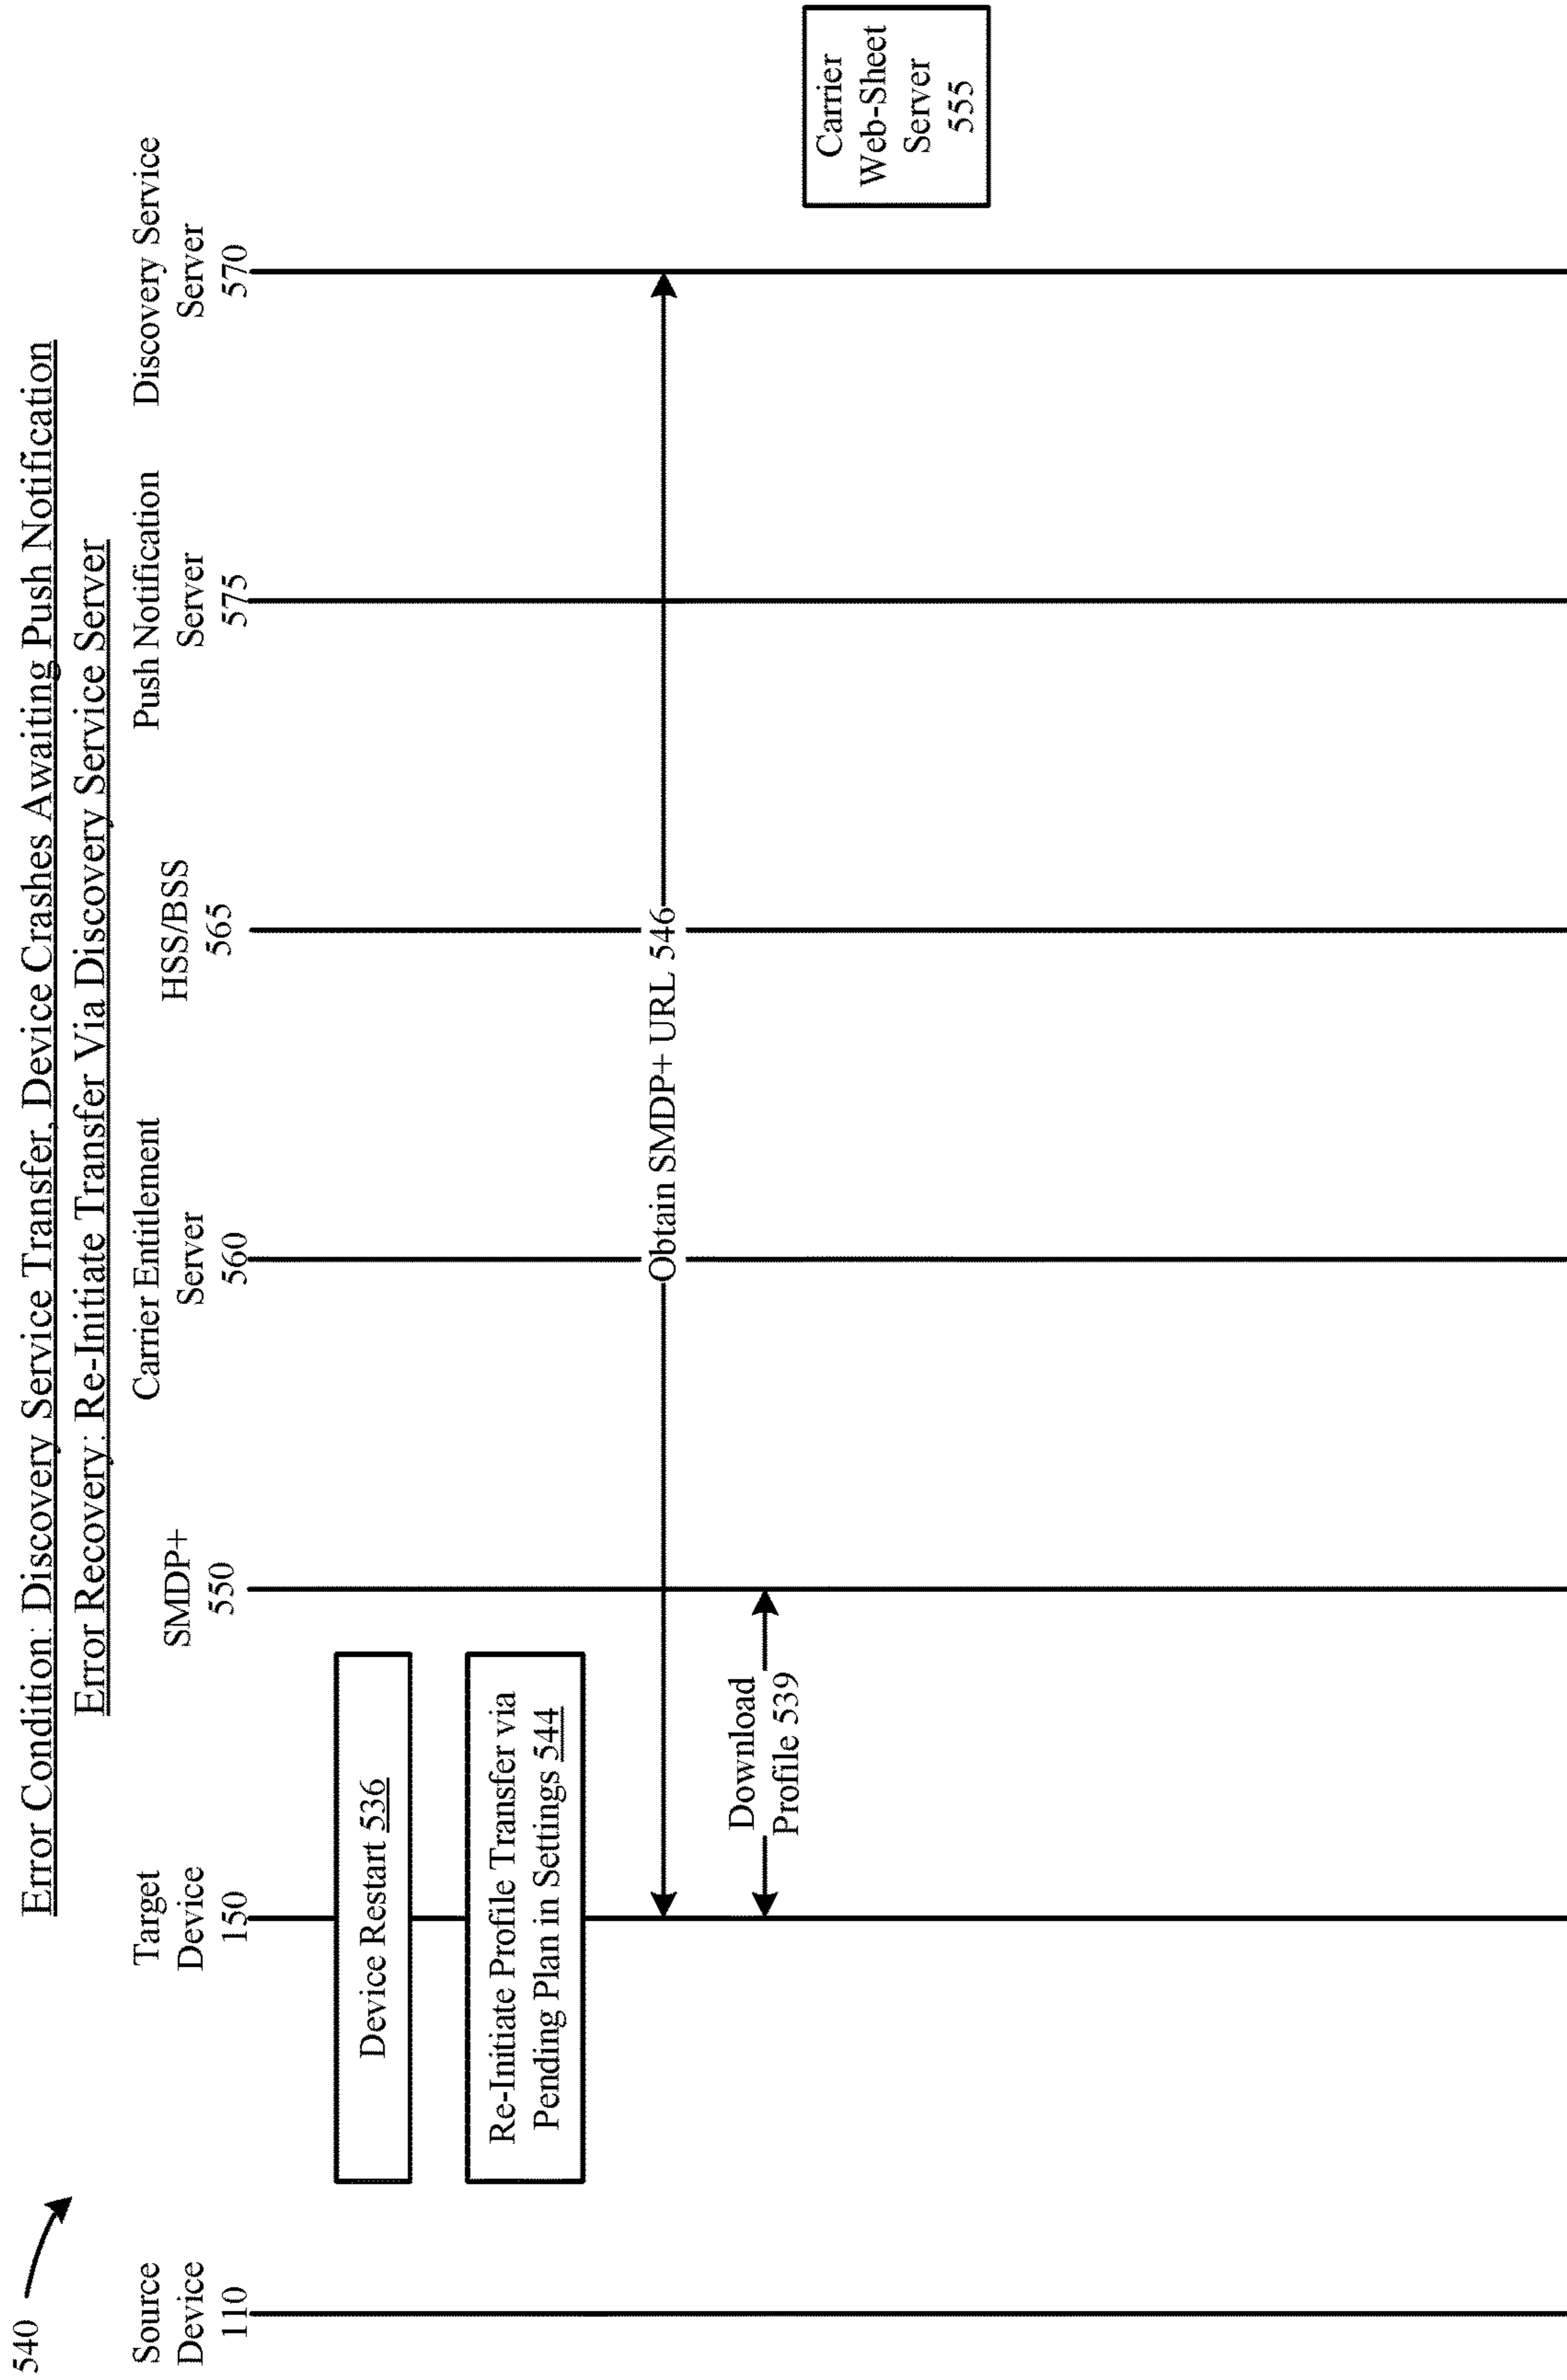 540
Error Condition: Discovery Service Transfer, Device Crashes Awaiting Push Notification
Error Recovery: Re-Initiate Transfer Via Discovery Service Server
Source
Device
110
Target
Device
150
SMDP+
550
Carrier Entitlement
Server
560
HSS/BSS
565
Push Notification
Server
575
Discovery Service
Server
570
Device Restart 536
Re-Initiate Profile Transfer via
Pending Plan in Settings 544
Obtain SMDP+ URL 546
Download
Profile 539
Carrier
Web-Sheet
Server
555